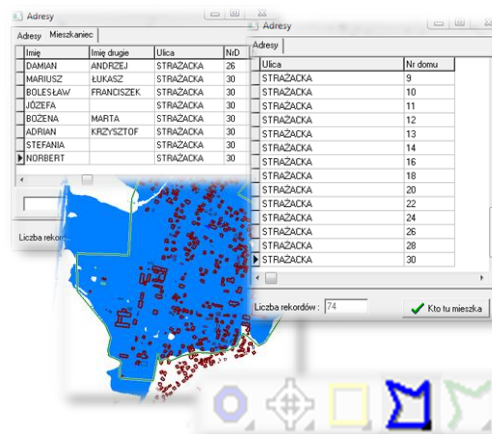 Adresy
Adresy Mieszkaniec
Imię Imię drugie Ulica NrD
DAMIAN ANDRZEJ STRAŻACKA 26
MARIUSZ ŁUKASZ STRAŻACKA 30
BOLESŁAW FRANCISZEK STRAŻACKA 30
JÓZEFA STRAŻACKA 30
BOŻENA MARTA STRAŻACKA 30
ADRIAN KRZYSZTOF STRAŻACKA 30
STEFANIA STRAŻACKA 30
NORBERT STRAŻACKA 30
Liczba rekord
Adresy
Adresy
Ulica Nr domu
STRAŻACKA 9
STRAŻACKA 10
STRAŻACKA 11
STRAŻACKA 12
STRAŻACKA 13
STRAŻACKA 14
STRAŻACKA 16
STRAŻACKA 18
STRAŻACKA 20
STRAŻACKA 22
STRAŻACKA 24
STRAŻACKA 26
STRAŻACKA 28
STRAŻACKA 30
Liczba rekordów : 74
Kto tu mieszka